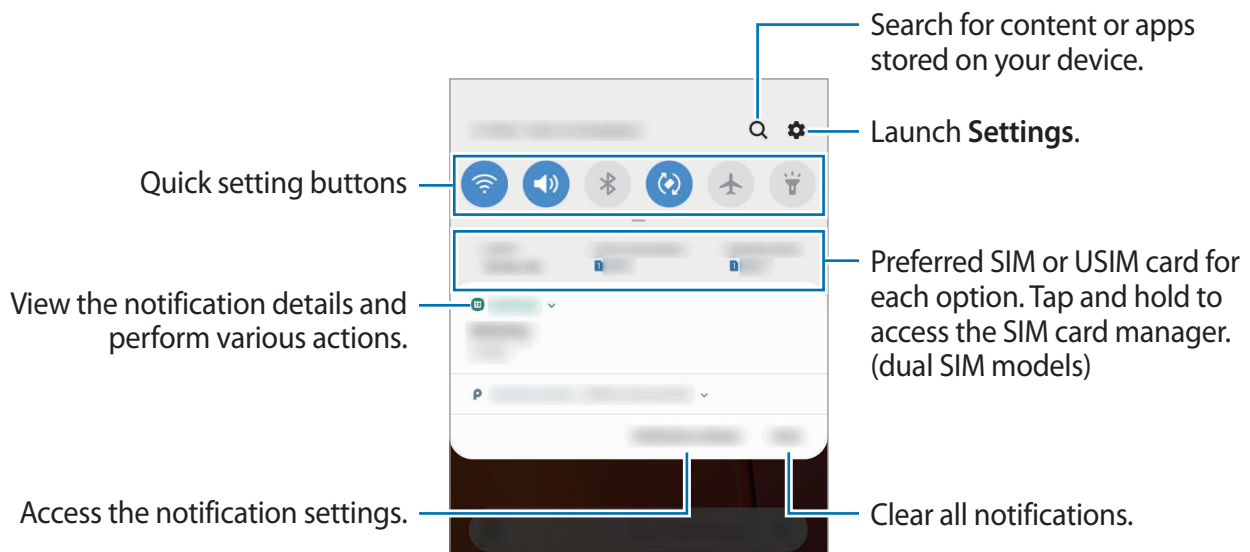 Search for content or apps
stored on your device.
Launch Settings.
Quick setting buttons
Preferred SIM or USIM card for
each option. Tap and hold to
access the SIM card manager.
(dual SIM models)
View the notification details and
perform various actions.
Access the notification settings.
Clear all notifications.